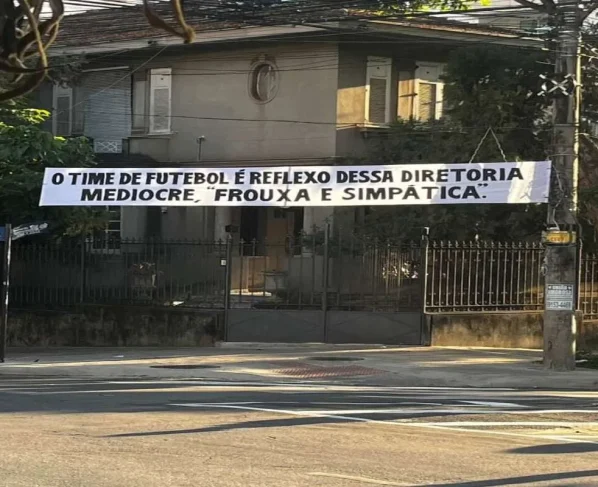 O TIME DE FUTEBOL É REFLEXO DESSA DIRETORIA
MEDIOCRE, "FROUXA E SIMPÁTICA".